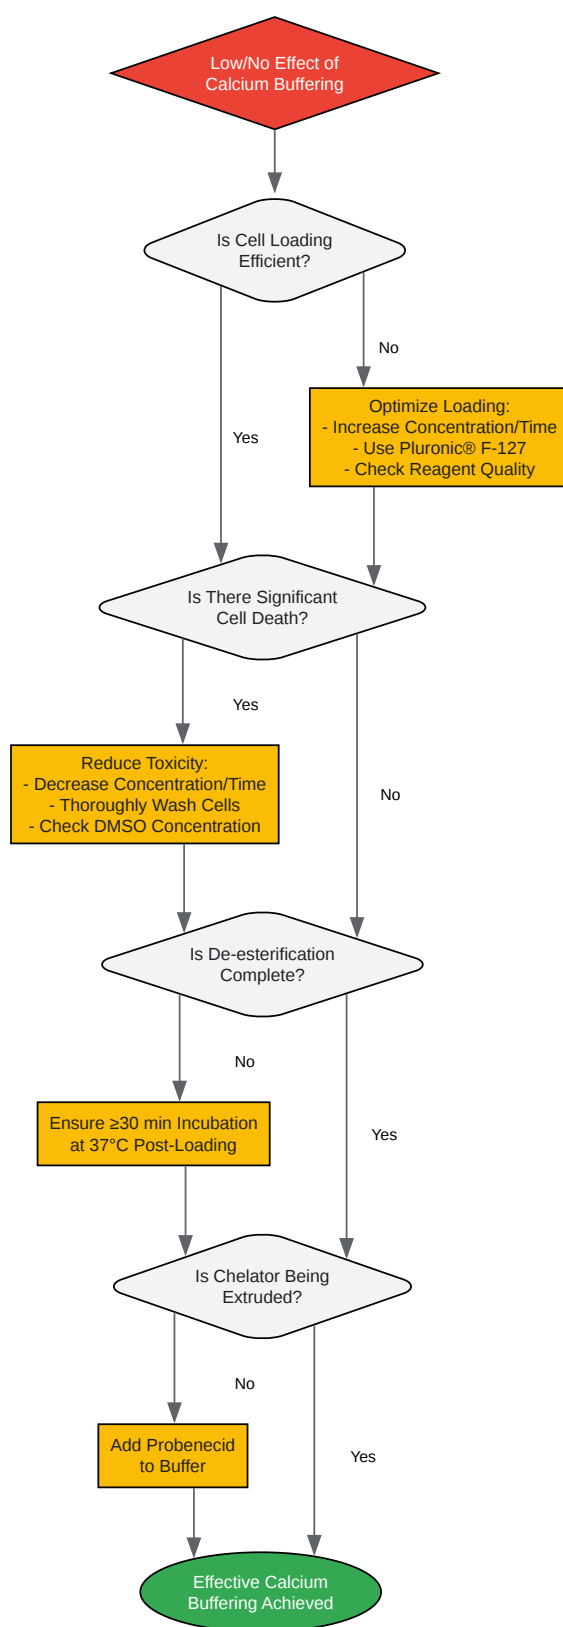 Low/No Effect of
Calcium Buffering
Is Cell Loading
Efficient?
No
Optimize Loading:
- Increase Concentration/Time
- Use Pluronic® F-127
- Check Reagent Quality
Yes
Is There Significant
Cell Death?
Yes
Reduce Toxicity:
- Decrease Concentration/Time
- Thoroughly Wash Cells
- Check DMSO Concentration
No
Is De-esterification
Complete?
No
Ensure ≥30 min Incubation
at 37°C Post-Loading
Yes
Is Chelator Being
Extruded?
No
Add Probenecid
to Buffer
Yes
Effective Calcium
Buffering Achieved